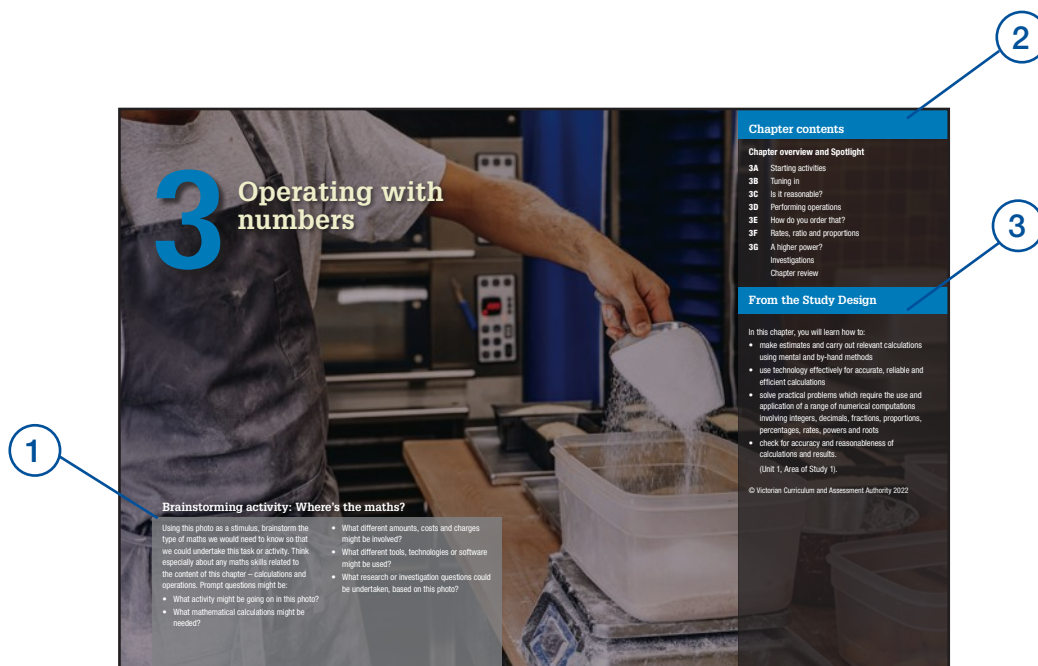 2
Chapter contents
Chapter overview and Spotlight
3A Starting activities
3B Tuning in
3C Is it reasonable?
3D Performing operations
3E How do you order that?
3F Rates, ratio and proportions
3G A higher power?
Investigations
Chapter review
3
Operating with
numbers
3
From the Study Design
In this chapter, you will learn how to:
• make estimates and carry out relevant calculations
using mental and by-hand methods
• use technology effectively for accurate, reliable and
efficient calculations
• solve practical problems which require the use and
application of a range of numerical computations
involving integers, decimals, fractions, proportions,
percentages, rates, powers and roots
• check for accuracy and reasonableness of
calculations and results.
(Unit 1, Area of Study 1).
© Victorian Curriculum and Assessment Authority 2022
1
Brainstorming activity: Where's the maths?
Using this photo as a stimulus, brainstorm the
type of maths we would need to know so that
we could undertake this task or activity. Think
especially about any maths skills related to
the content of this chapter – calculations and
operations. Prompt questions might be:
• What activity might be going on in this photo?
• What mathematical calculations might be
needed?
• What different amounts, costs and charges
might be involved?
• What different tools, technologies or software
might be used?
• What research or investigation questions could
be undertaken, based on this photo?